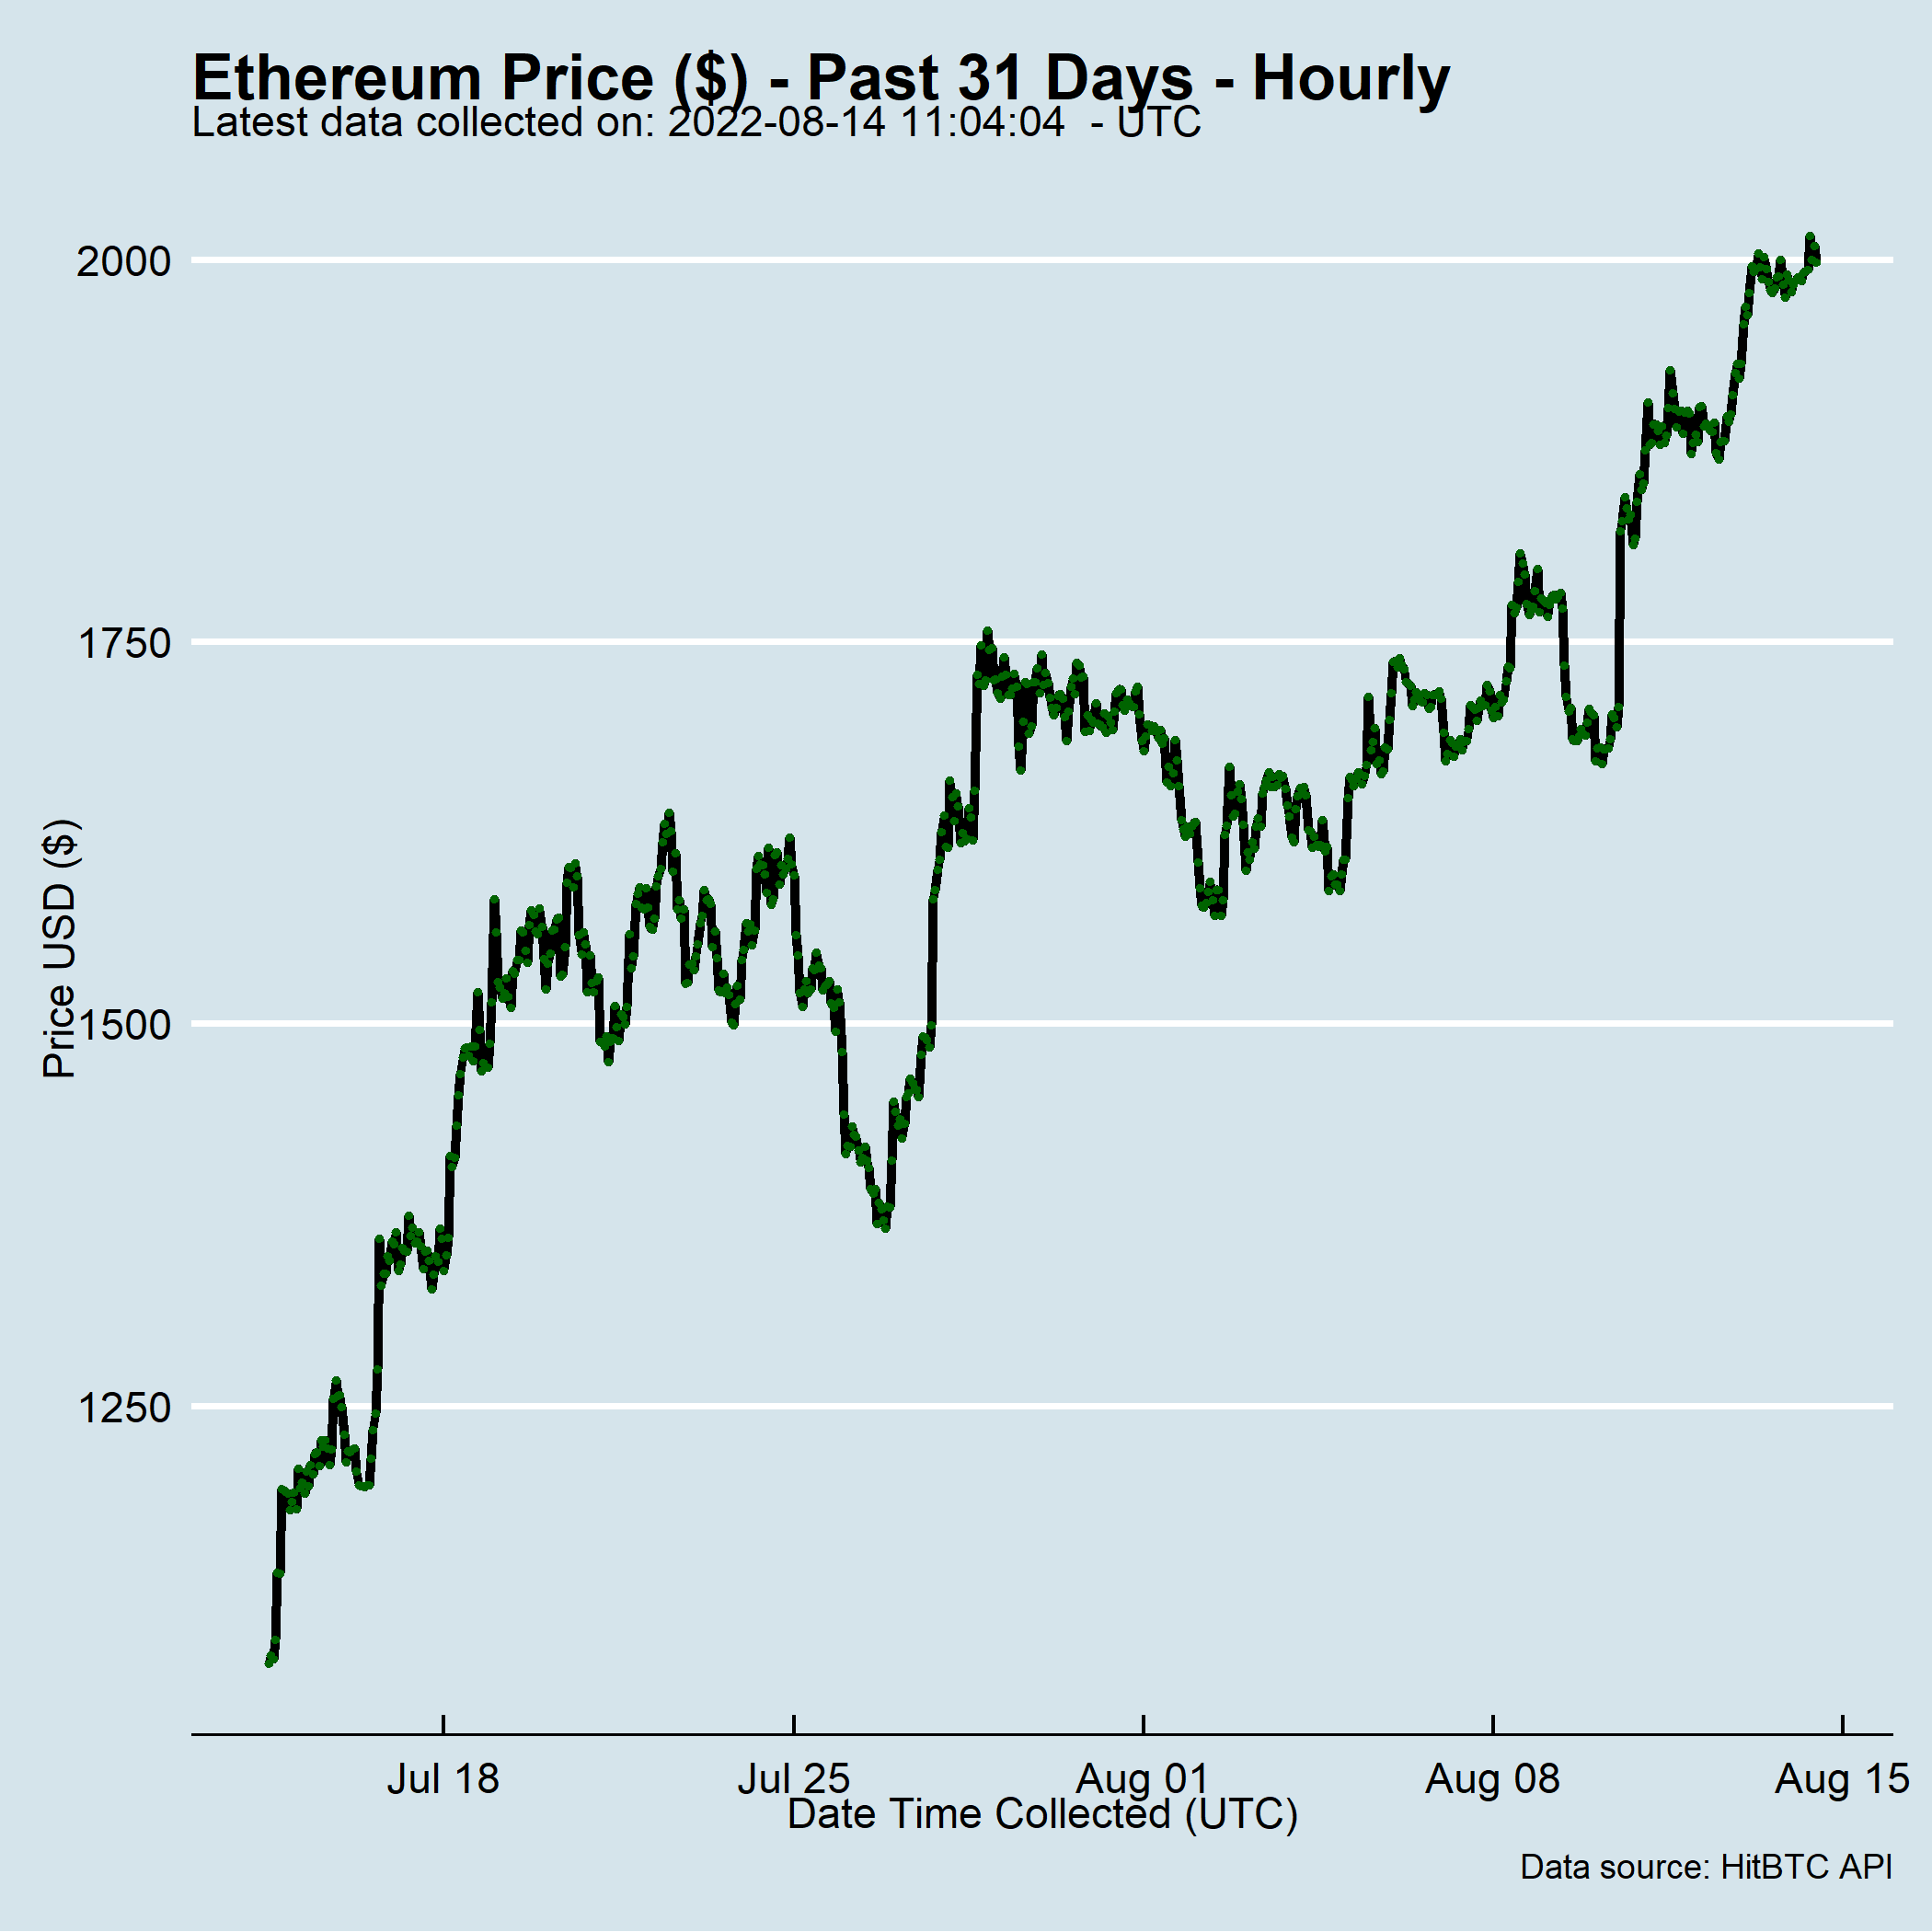 Ethereum Price ($) - Past 31 Days - Hourly
Latest data collected on: 2022-08-14 11:04:04  - UTC
2000
1750
1500
1250
Price USD ($)
Jul 18
Jul 25
Aug 01
Aug 08
Aug 15
Date Time Collected (UTC)
Data source: HitBTC API